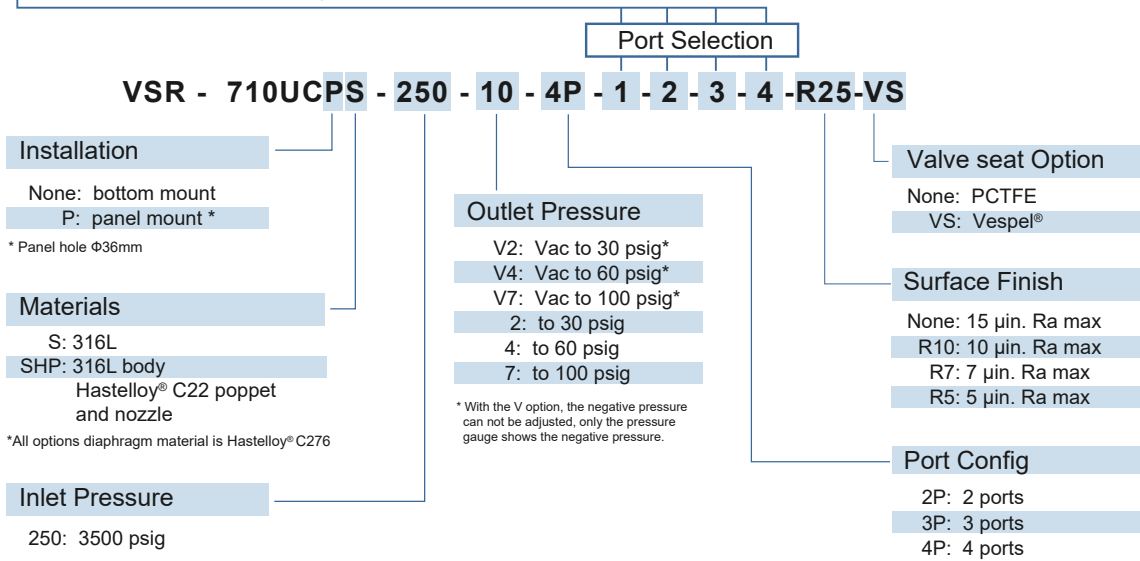 Port Selection
VSR - 710UCPS - 250 - 10 - 4P - 1 - 2 - 3 - 4 -R25-VS
Installation
None: bottom mount
P: panel mount *
* Panel hole Φ36mm
Materials
S: 316L
SHP: 316L body
Hastelloy® C22 poppet
and nozzle
*All options diaphragm material is Hastelloy® C276
Inlet Pressure
250: 3500 psig
Outlet Pressure
V2: Vac to 30 psig*
V4: Vac to 60 psig*
V7: Vac to 100 psig*
2: to 30 psig
4: to 60 psig
7: to 100 psig
* With the V option, the negative pressure
can not be adjusted, only the pressure
gauge shows the negative pressure.
Valve seat Option
None: PCTFE
VS: Vespel®
Surface Finish
None: 15 µin. Ra max
R10: 10 µin. Ra max
R7: 7 µin. Ra max
R5: 5 µin. Ra max
Port Config
2P: 2 ports
3P: 3 ports
4P: 4 ports